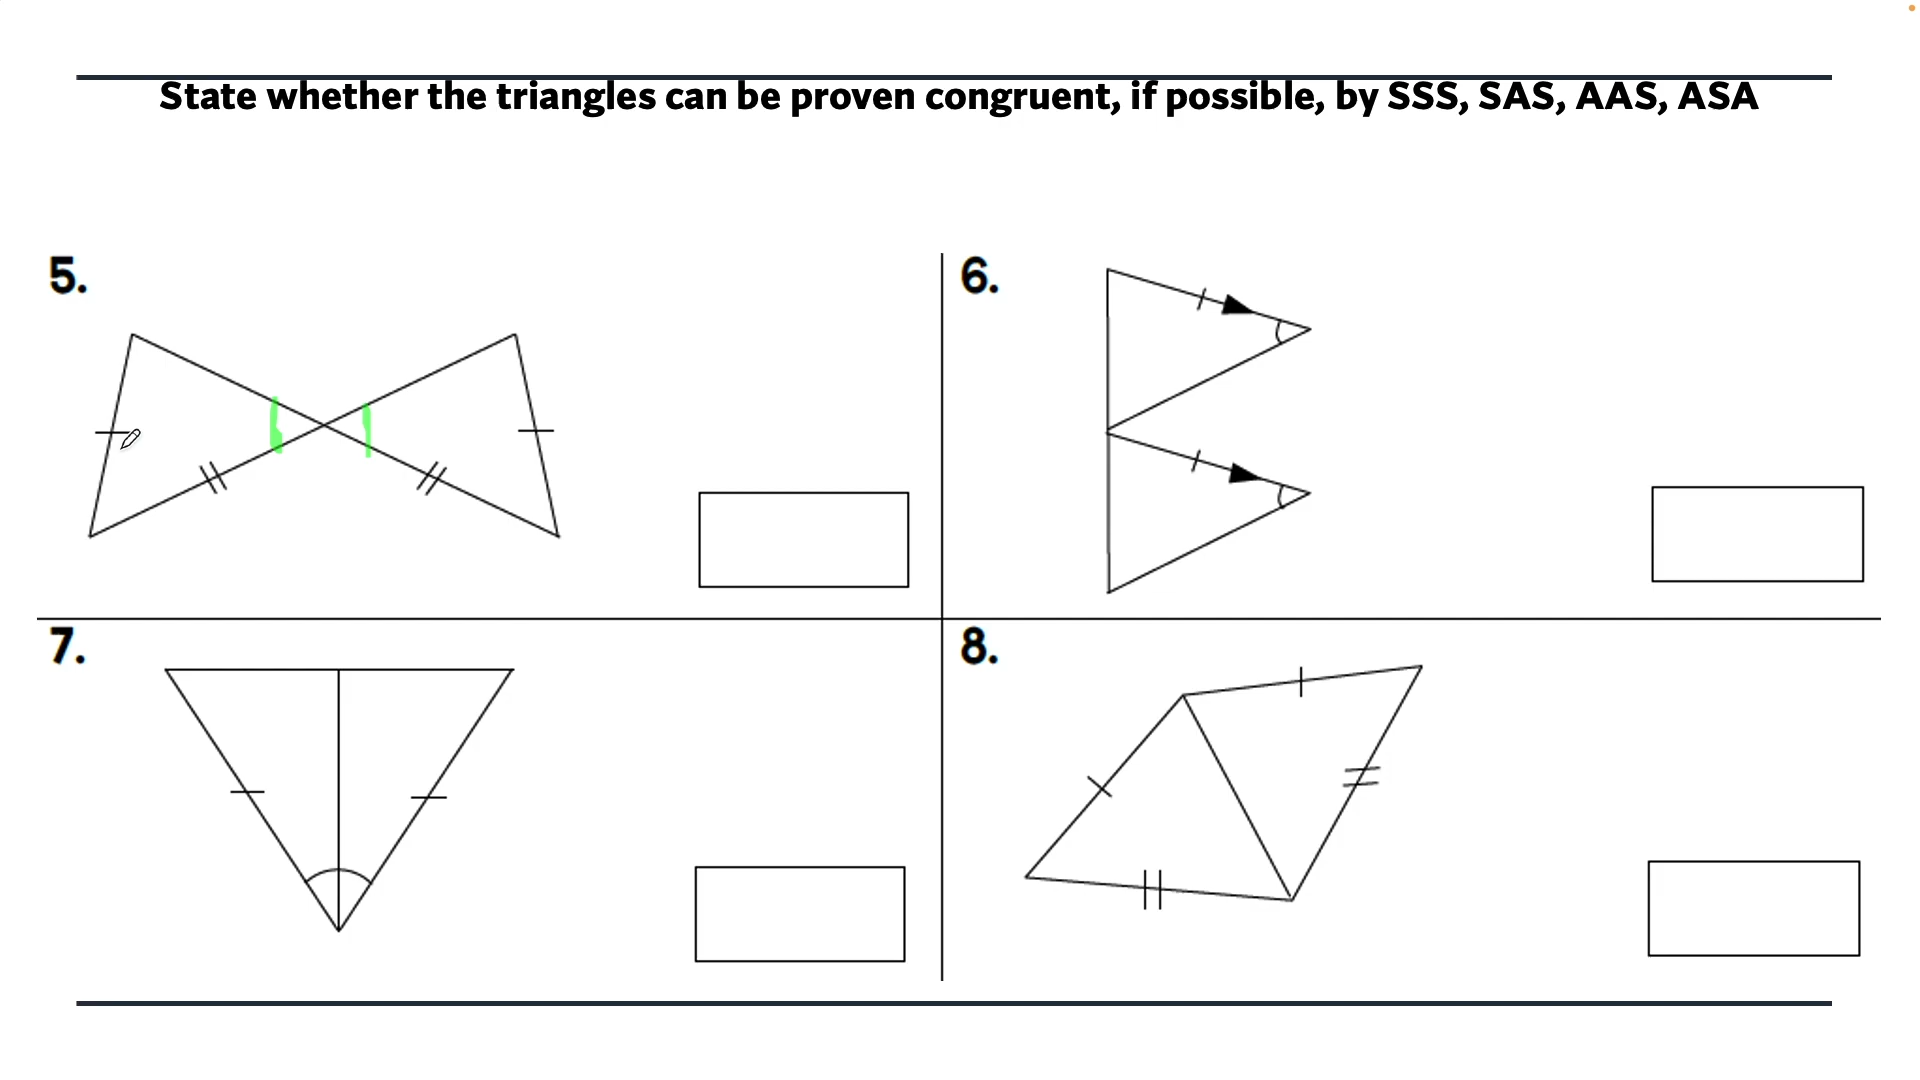 State whether the triangles can be proven congruent, if possible, by SSS, SAS, AAS, ASA
5.
6.
7.
8.